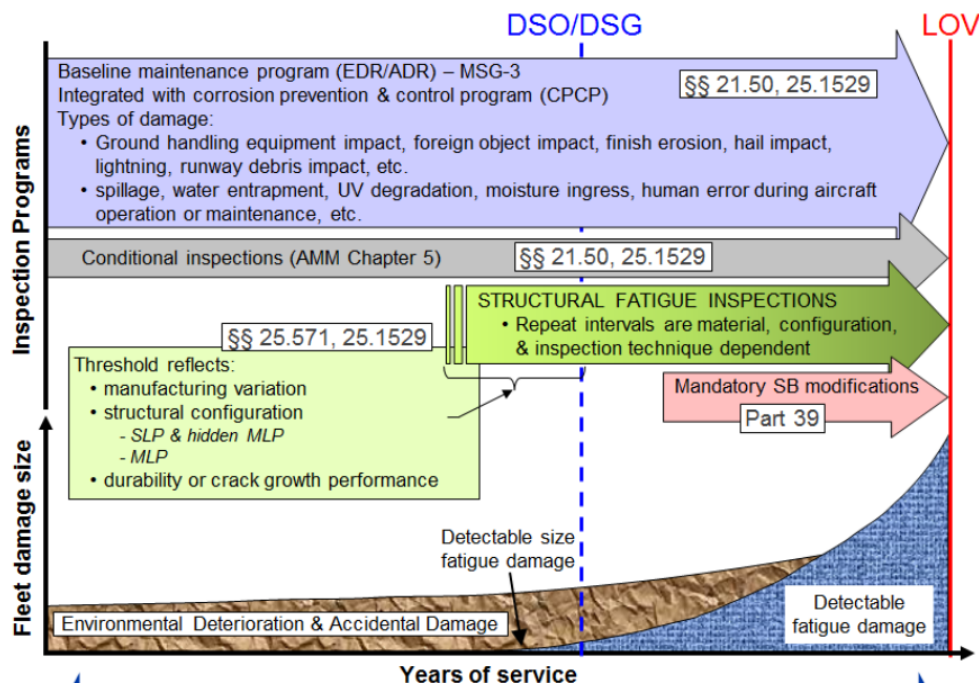 DSO/DSG
LOV
Inspection Programs
Baseline maintenance program (EDR/ADR) – MSG-3
§§ 21.50, 25.1529
Integrated with corrosion prevention & control program (CPCP)
Types of damage:
• Ground handling equipment impact, foreign object impact, finish erosion, hail impact,
lightning, runway debris impact, etc.
• spillage, water entrapment, UV degradation, moisture ingress, human error during aircraft
operation or maintenance, etc.
Conditional inspections (AMM Chapter 5)
§§ 21.50, 25.1529
STRUCTURAL FATIGUE INSPECTIONS
• Repeat intervals are material, configuration,
& inspection technique dependent
§§ 25.571, 25.1529
Threshold reflects:
• manufacturing variation
• structural configuration
- SLP & hidden MLP
- MLP
• durability or crack growth performance
Mandatory SB modifications
Part 39
Fleet damage size
Detectable size
fatigue damage
Environmental Deterioration & Accidental Damage
Detectable
fatigue damage
Years of service